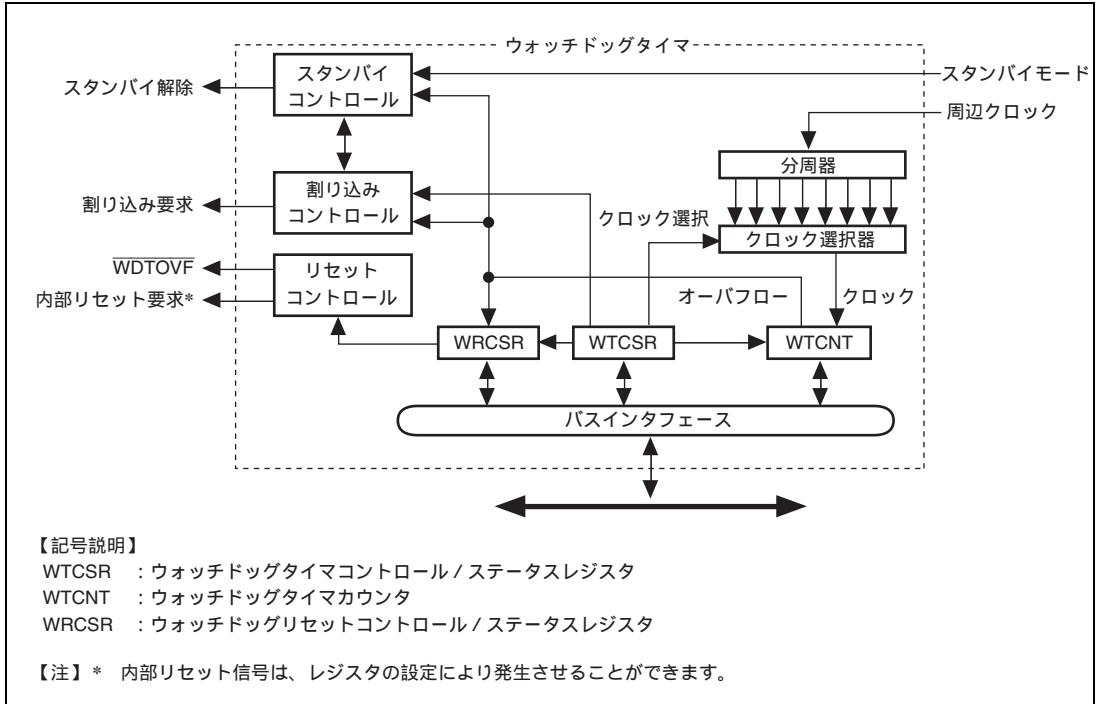 ウォッチドッグタイマ
スタンバイ解除
スタンバイ
コントロール
スタンバイモード
周辺クロック
分周器
割り込み要求
割り込み
コントロール
クロック選択
クロック選択器
WDTOVF
内部リセット要求*
リセット
コントロール
オーバフロー
クロック
WRCSR
WTCSR
WTCNT
バスインタフェース
【記号説明】
WTCSR :ウォッチドッグタイマコントロール / ステータスレジスタ
WTCNT :ウォッチドッグタイマカウンタ
WRCSR :ウォッチドッグリセットコントロール / ステータスレジスタ
【注】* 内部リセット信号は、レジスタの設定により発生させることができます。